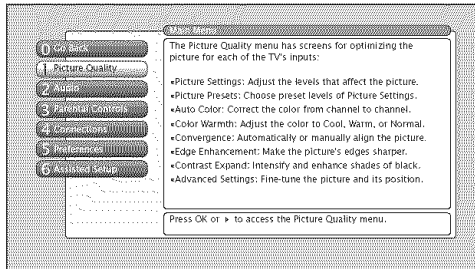 Main Menu
0 Go Back
1 Picture Quality
2 Audio
3 Parental Controls
4 Connections
5 Preferences
6 Assisted Setup
The Picture Quality menu has screens for optimizing the
picture for each of the TV's inputs:
•Picture Settings: Adjust the levels that affect the picture.
•Picture Presets: Choose preset levels of Picture Settings.
•Auto Color: Correct the color from channel to channel.
•Color Warmth: Adjust the color to Cool, Warm, or Normal.
•Convergence: Automatically or manually align the picture.
•Edge Enhancement: Make the picture's edges sharper.
•Contrast Expand: Intensify and enhance shades of black.
•Advanced Settings: Fine-tune the picture and its position.
Press OK or ▸ to access the Picture Quality menu.